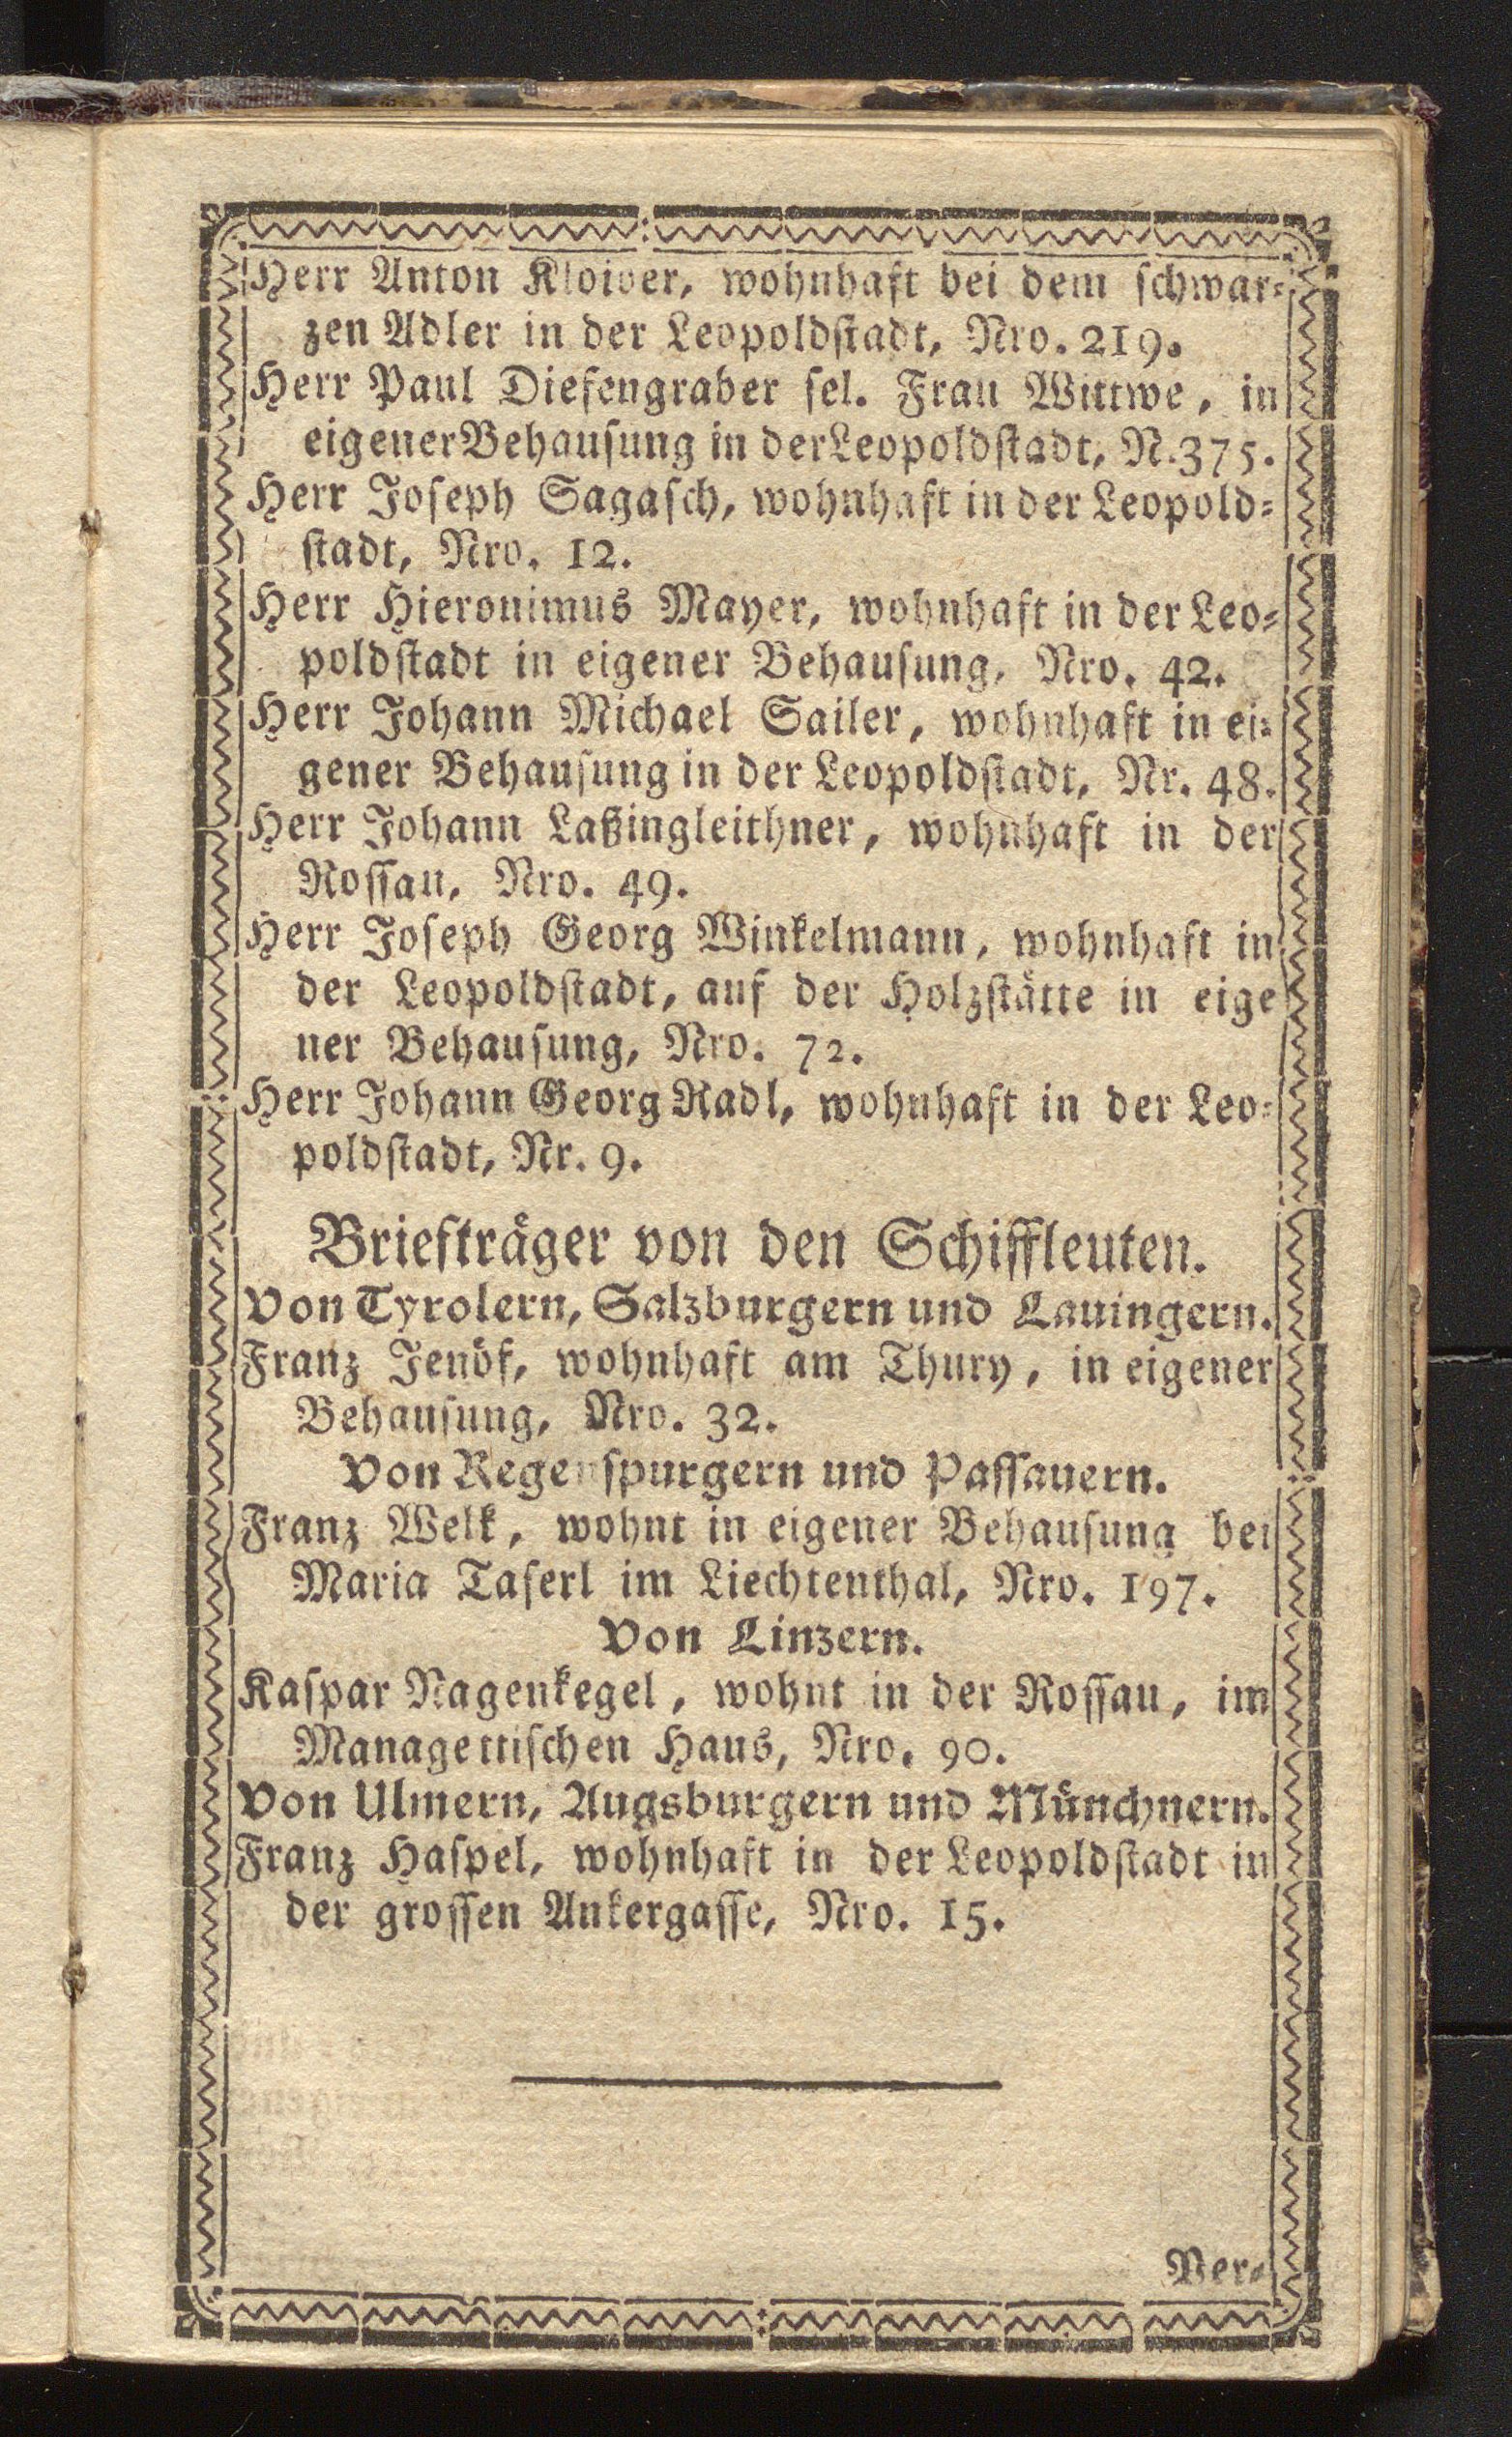 Herr Anton Kloiber, wohnhaft bei dem schwar-
zen Adler in der Leopoldstadt, Nro. 219.
Herr Paul Diefengraber sel. Frau Wittwe, in
eigener Behausung in der Leopoldstadt, N. 375.
Herr Joseph Sagasch, wohnhaft in der Leopold-
stadt, Nro. 12.
Herr Hieronimus Mayer, wohnhaft in der Leo-
poldstadt in eigener Behausung, Nro. 42.
Herr Johann Michael Sailer, wohnhaft in ei-
gener Behausung in der Leopoldstadt, Nr. 48.
Herr Johann Laßingleithner, wohnhaft in der
Rossau, Nro. 49.
Herr Joseph Georg Winkelmann, wohnhaft in
der Leopoldstadt, auf der Holzstätte in eige
ner Behausung, Nro. 72.
Herr Johann Georg Radl, wohnhaft in der Leo-
poldstadt, Nr. 9.
Briefträger von den Schiffleuten.
Von Tyrolern, Salzburgern und Lauingern.
Franz Jenöf, wohnhaft am Thury, in eigener
Behausung, Nro. 32.
Von Regenspurgern und Passauern.
Franz Welk, wohnt in eigener Behausung bei
Maria Taferl im Liechtenthal, Nro. 197.
Von Linzern.
Kaspar Nagenkegel, wohnt in der Rossau, im
Managettischen Haus, Nro. 90.
Von Ulmern, Augsburgern und Münchnern.
Franz Haspel, wohnhaft in der Leopoldstadt in
der grossen Ankergasse, Nro. 15.
Ver-